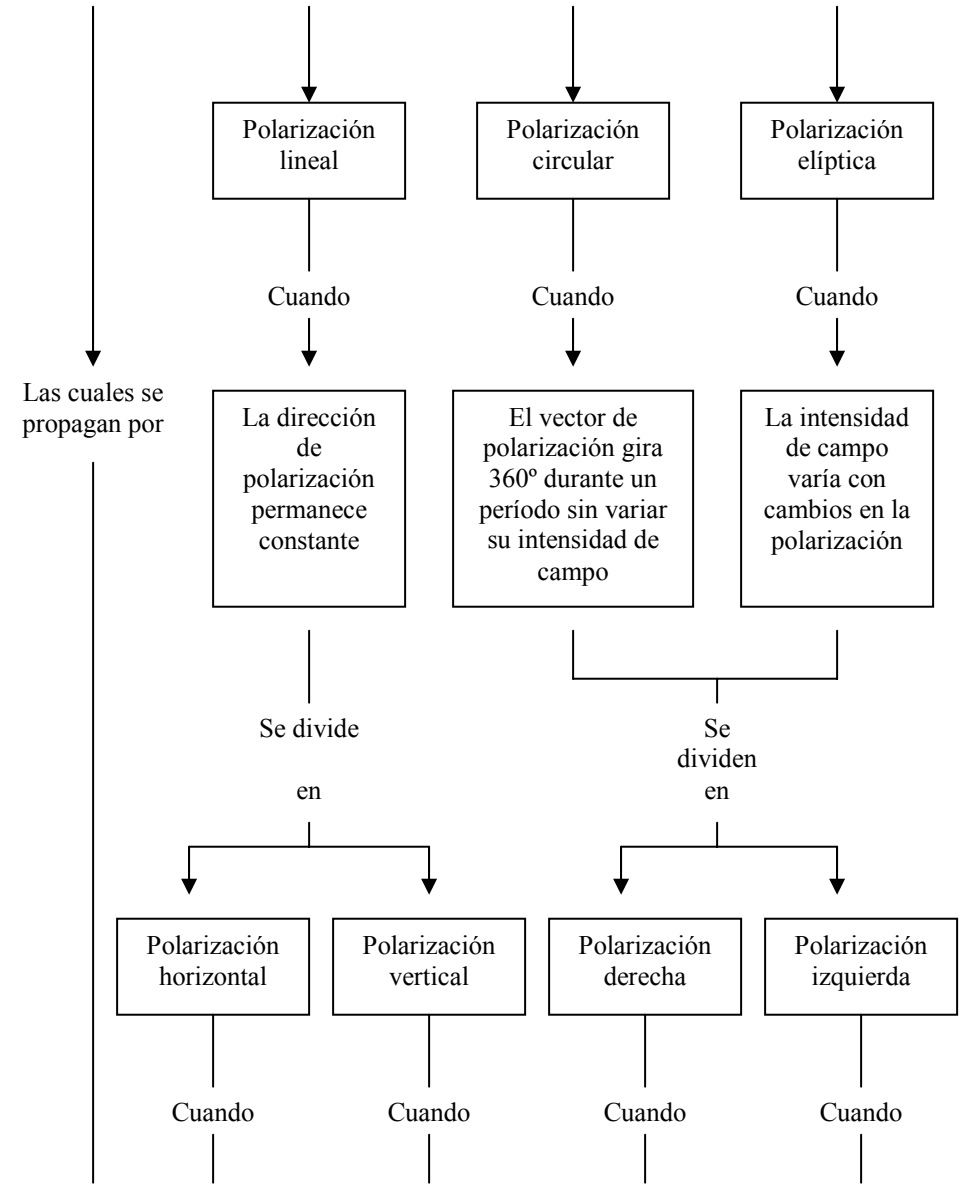 Polarización
lineal
Polarización
circular
Polarización
elíptica
Cuando
Cuando
Cuando
Las cuales se
propagan por
La dirección
de
polarización
permanece
constante
El vector de
polarización gira
360º durante un
período sin variar
su intensidad de
campo
La intensidad
de campo
varía con
cambios en la
polarización
Se divide
en
Se
dividen
en
Polarización
horizontal
Polarización
vertical
Polarización
derecha
Polarización
izquierda
Cuando
Cuando
Cuando
Cuando